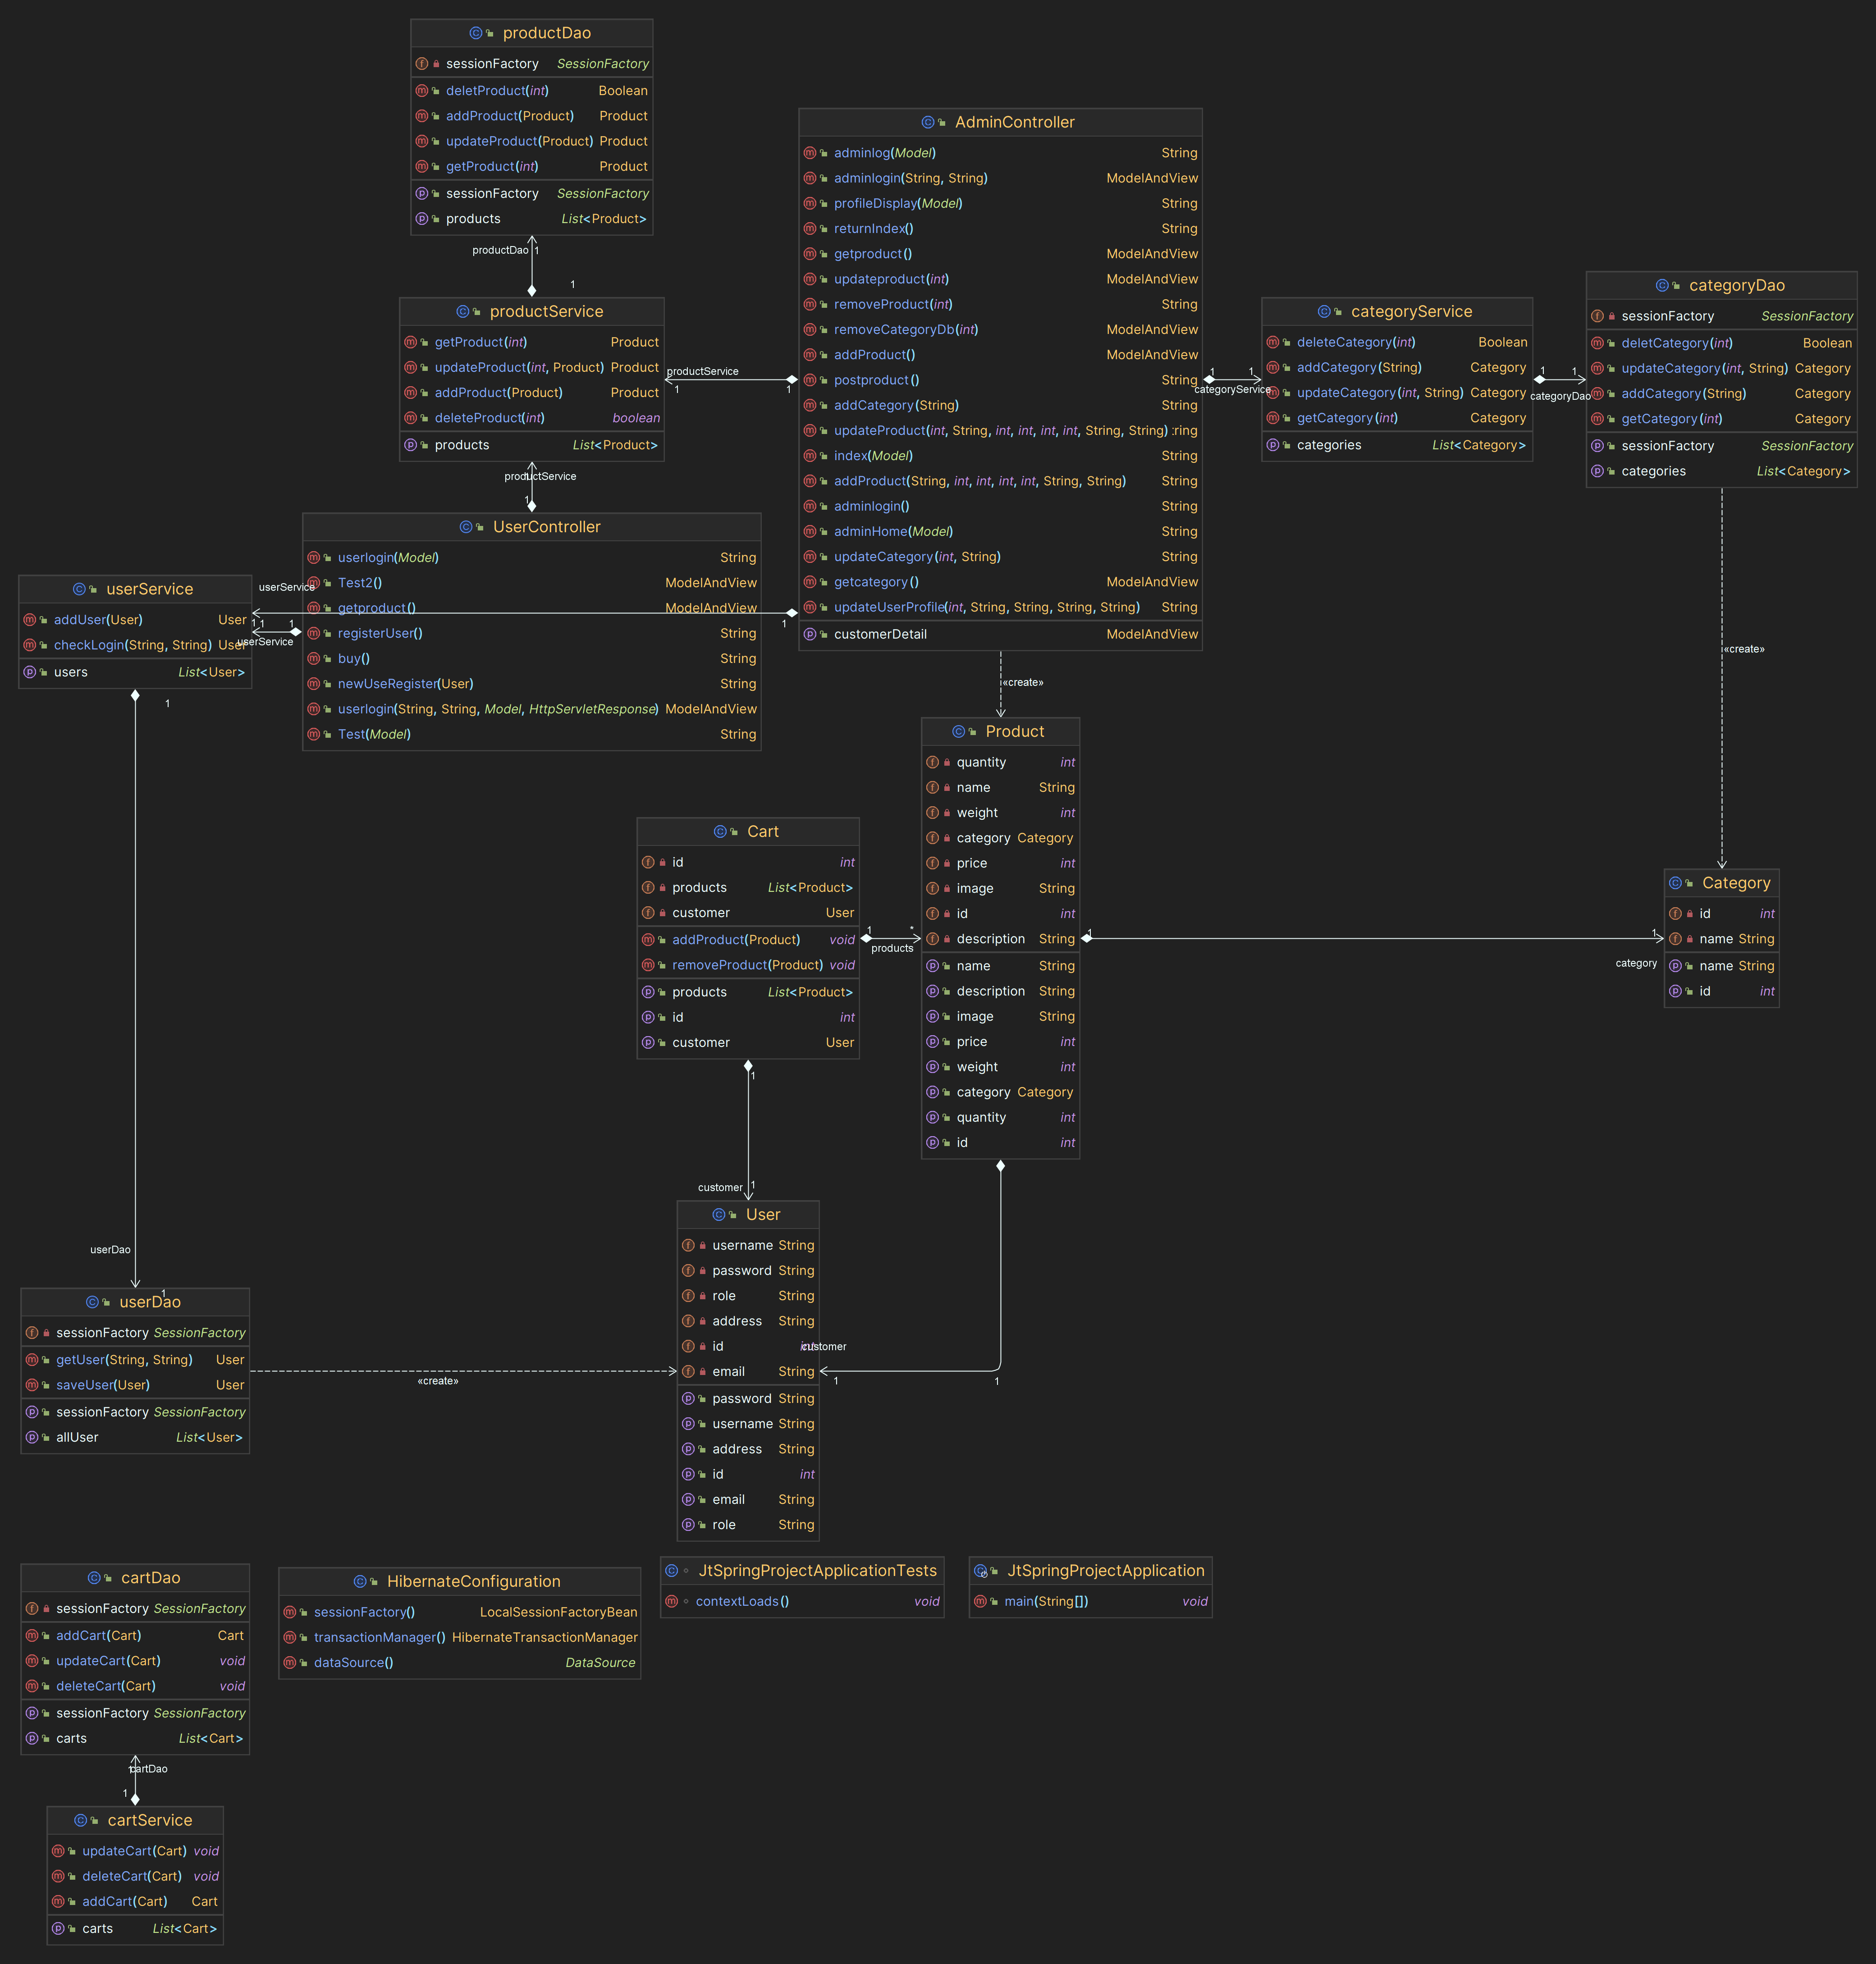 productDao
sessionFactory SessionFactory
deletProduct(int) Boolean
addProduct(Product) Product
updateProduct(Product) Product
getProduct(int) Product
sessionFactory SessionFactory
products List<Product>
productDao 1
1
productService
getProduct(int) Product
updateProduct(int, Product) Product
addProduct(Product) Product
deleteProduct(int) boolean
products List<Product>
productService
1
1
productService
1
1
AdminController
adminlog(Model) String
adminlogin(String, String) ModelAndView
profileDisplay(Model) String
returnIndex() String
getproduct() ModelAndView
updateproduct(int) ModelAndView
removeProduct(int) String
removeCategoryDb(int) ModelAndView
addProduct() ModelAndView
postproduct() String
addCategory(String) String
updateProduct(int, String, int, int, int, int, String, String) :ring
index(Model) String
addProduct(String, int, int, int, int, String, String) String
adminlogin() String
adminHome(Model) String
updateCategory(int, String) String
getcategory() ModelAndView
updateUserProfile(int, String, String, String, String) String
customerDetail ModelAndView
1 1
categoryService
categoryService
deleteCategory(int) Boolean
addCategory(String) Category
updateCategory(int, String) Category
getCategory(int) Category
categories List<Category>
1 1
categoryDao
categoryDao
sessionFactory SessionFactory
deletCategory(int) Boolean
updateCategory(int, String) Category
addCategory(String) Category
getCategory(int) Category
sessionFactory SessionFactory
categories List<Category>
«create»
UserController
userlogin(Model) String
Test2() ModelAndView
getproduct() ModelAndView
registerUser() String
buy() String
newUseRegister(User) String
userlogin(String, String, Model, HttpServletResponse) ModelAndView
Test(Model) String
userService
1
1 1 1
userService
userService
addUser(User) User
checkLogin(String, String) User
users List<User>
1
userDao
1
«create»
Product
quantity int
name String
weight int
category Category
price int
image String
id int
description String
name String
description String
image String
price int
weight int
category Category
quantity int
id int
1 1
category
Category
id int
name String
name String
id int
Cart
id int
products List<Product>
customer User
addProduct(Product) void
removeProduct(Product) void
products List<Product>
id int
customer User
1 *
products
1
customer 1
User
username String
password String
role String
address String
id int
email String
password String
username String
address String
id int
email String
role String
customer
1 1
userDao
sessionFactory SessionFactory
getUser(String, String) User
saveUser(User) User
sessionFactory SessionFactory
allUser List<User>
«create»
cartDao
sessionFactory SessionFactory
addCart(Cart) Cart
updateCart(Cart) void
deleteCart(Cart) void
sessionFactory SessionFactory
carts List<Cart>
1 cartDao
1
cartService
updateCart(Cart) void
deleteCart(Cart) void
addCart(Cart) Cart
carts List<Cart>
HibernateConfiguration
sessionFactory() LocalSessionFactoryBean
transactionManager() HibernateTransactionManager
dataSource() DataSource
JtSpringProjectApplicationTests
contextLoads() void
JtSpringProjectApplication
main(String[]) void